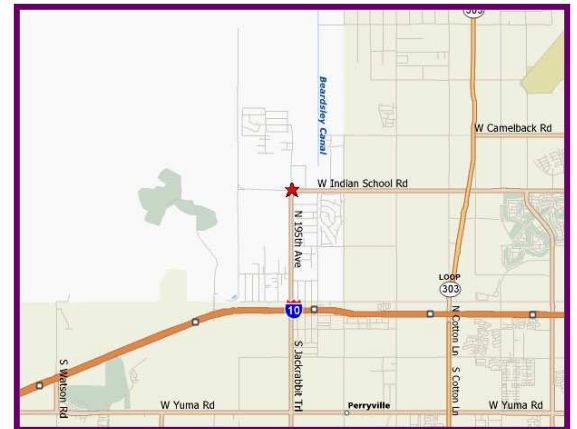 303
Beardsley Canal
W Camelback Rd
W Indian School Rd
N 195th Ave
LOOP
303
10
N Cotton Ln
S Jackrabbit Trl
S Watson Rd
S Cotton Ln
W Yuma Rd
Perryville
W Yuma Rd